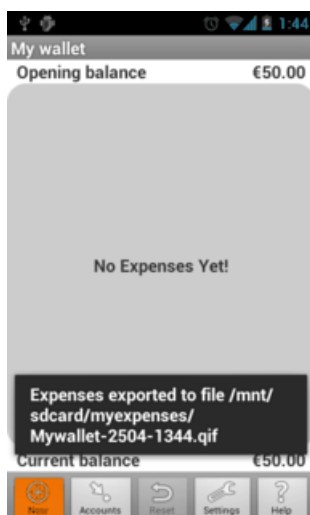 1:44
My wallet
Opening balance €50.00
No Expenses Yet!
Expenses exported to file /mnt/
sdcard/myexpenses/
Mywallet-2504-1344.qif
Current balance €50.00
New Accounts Reset Settings Help